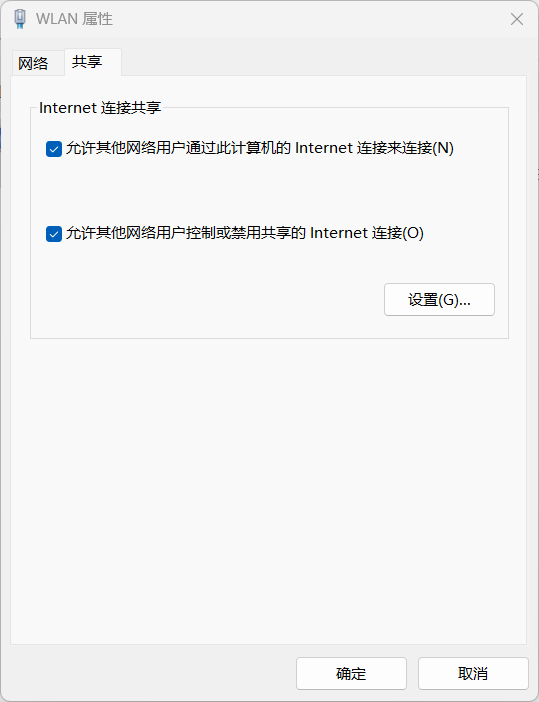 WLAN 属性
网络
共享
Internet 连接共享
允许其他网络用户通过此计算机的 Internet 连接来连接(N)
允许其他网络用户控制或禁用共享的 Internet 连接(O)
设置(G)...
确定
取消